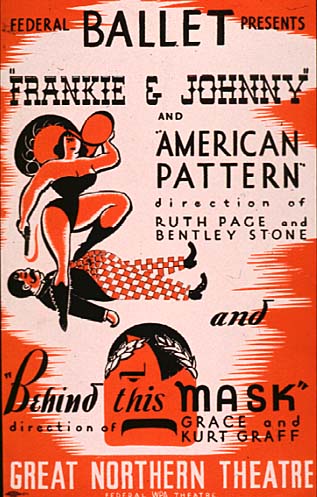 FEDERAL BALLET PRESENTS
"FRANKIE & JOHNNY"
AND
"AMERICAN
PATTERN"
direction of
RUTH PAGE and
BENTLEY STONE
and
"Behind this MASK"
direction of GRACE and
KURT GRAFF
GREAT NORTHERN THEATRE
FEDERAL WPA THEATRE